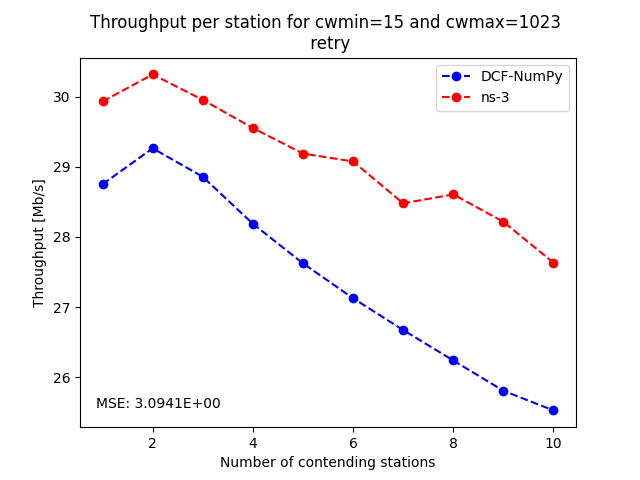 Throughput per station for cwmin=15 and cwmax=1023
retry
DCF-NumPy
ns-3
Throughput [Mb/s]
30
29
28
27
26
MSE: 3.0941E+00
2 4 6 8 10
Number of contending stations